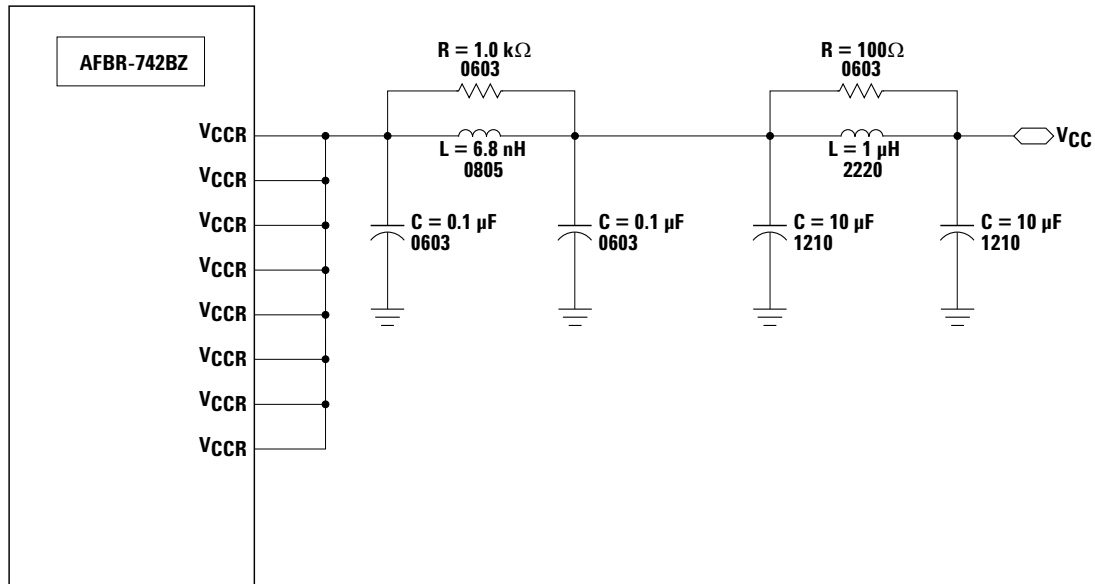 AFBR-742BZ
R = 1.0 kΩ
0603
R = 100Ω
0603
VCCR
L = 6.8 nH
0805
L = 1 µH
2220
VCC
VCCR
VCCR
C = 0.1 µF
0603
C = 0.1 µF
0603
C = 10 µF
1210
C = 10 µF
1210
VCCR
VCCR
VCCR
VCCR
VCCR